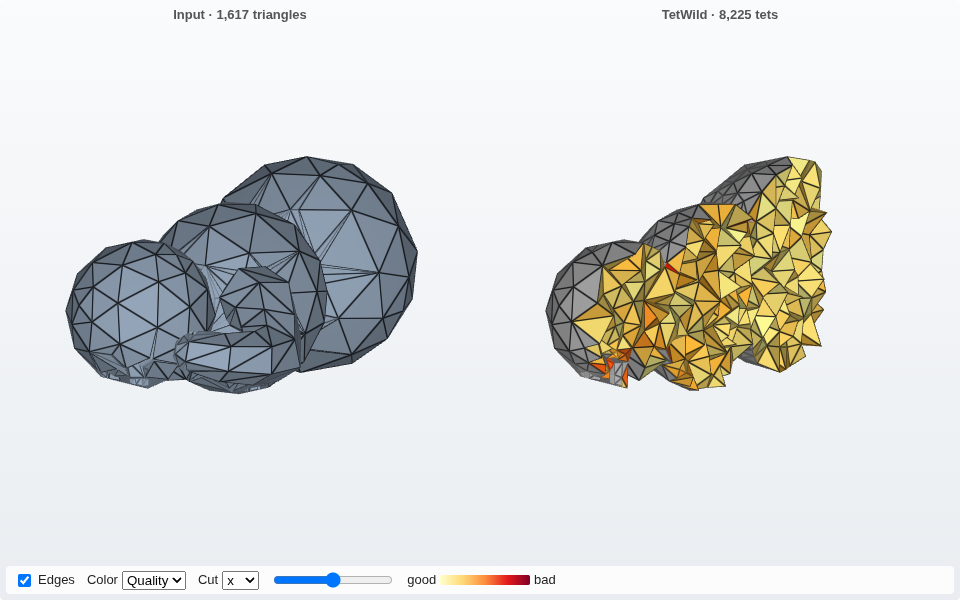 Input · 1,617 triangles
TetWild · 8,225 tets
Edges Color Quality Cut x good bad